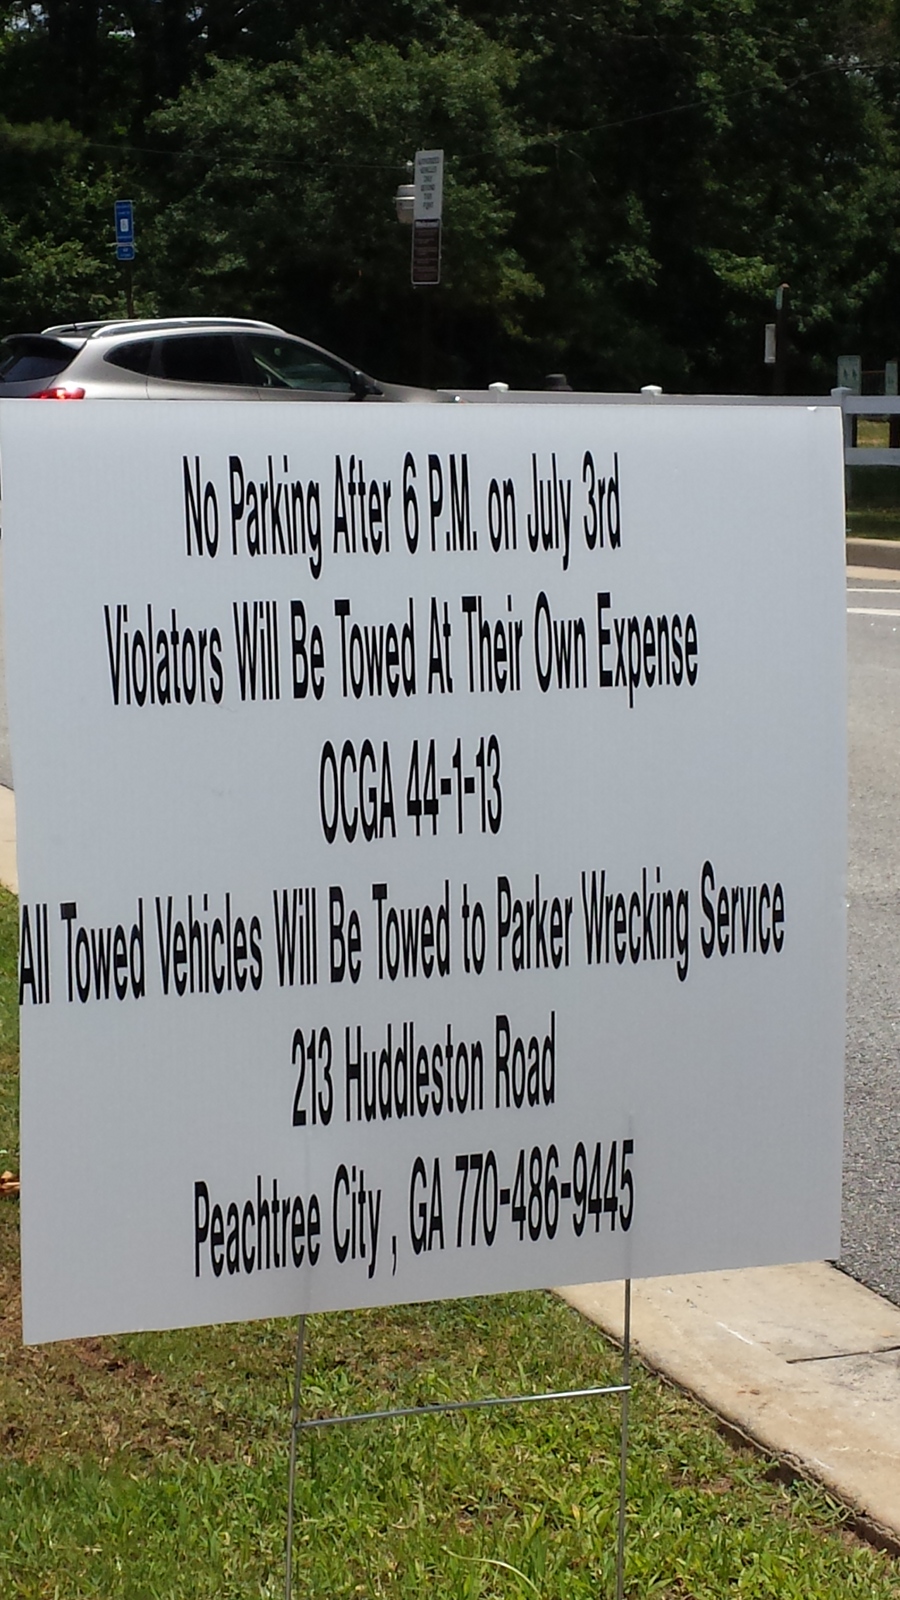 No Parking After 6 P.M. on July 3rd
Violators Will Be Towed At Their Own Expense
OCGA 44-1-13
All Towed Vehicles Will Be Towed to Parker Wrecking Service
213 Huddleston Road
Peachtree City , GA 770-486-9445